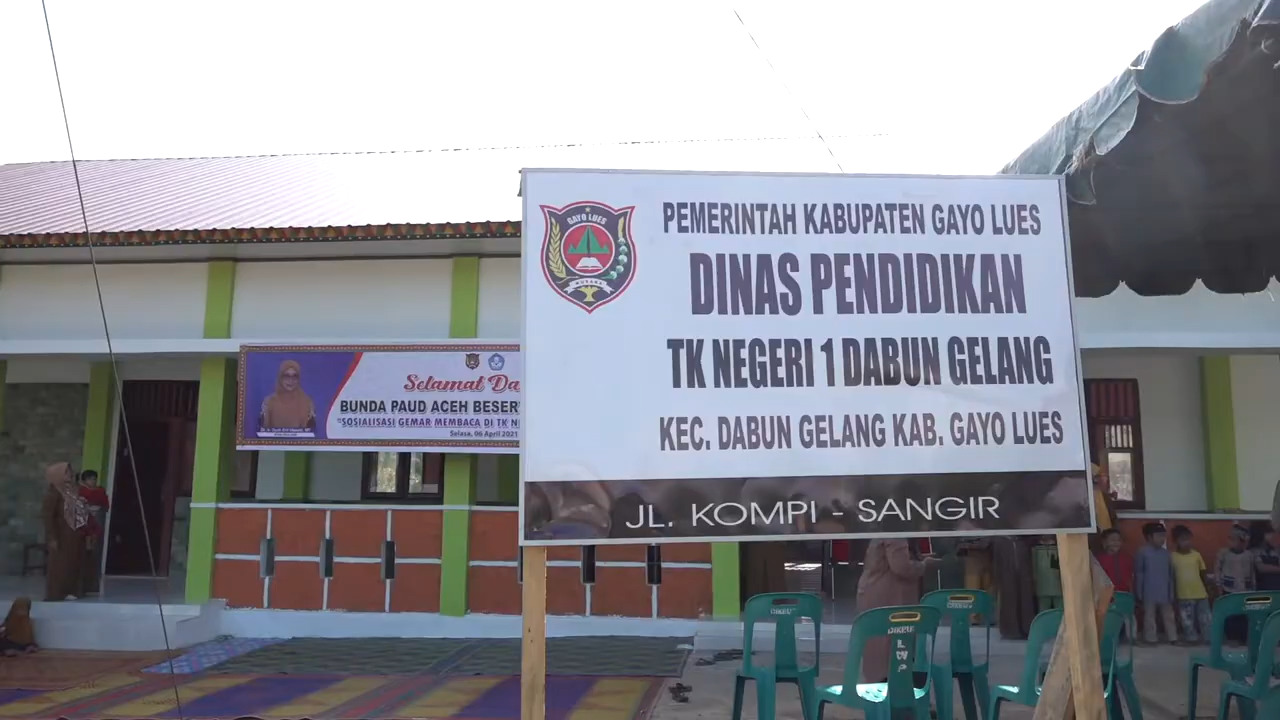 GAYO LUES
MUSARA
PEMERINTAH KABUPATEN GAYO LUES
DINAS PENDIDIKAN
TK NEGERI 1 DABUN GELANG
KEC. DABUN GELANG KAB. GAYO LUES
JL. KOMPI - SANGIR
Selamat Da
BUNDA PAUD ACEH BESER
"SOSIALISASI GEMAR MEMBACA DI TK N
Selasa, 06 April 2021